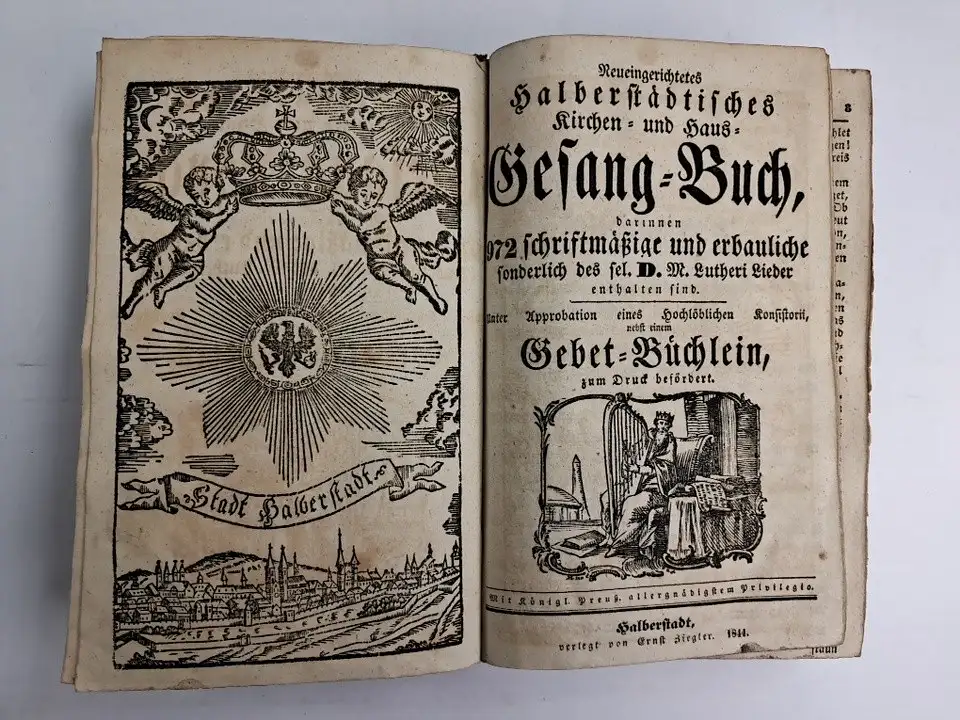 Stadt Halberstadt
Neueingerichtetes
Halberstädtisches
Kirchen- und Haus-
Gesang-Buch,
darinnen
972 schriftmäßige und erbauliche
sonderlich des sel. D. M. Lutheri Lieder
enthalten sind.
Unter Approbation eines Hochlöblichen Konsistorii,
nebst einem
Gebet-Büchlein,
zum Druck befördert.
Mit Königl. Preuß. allergnädigstem Privilegio.
Halberstadt,
verlegt von Ernst Ziegler. 1844.
8